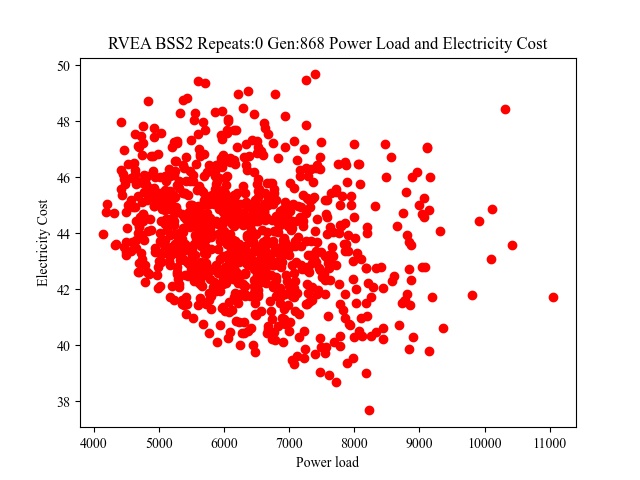 RVEA BSS2 Repeats:0 Gen:868 Power Load and Electricity Cost
50
48
46
44
42
40
38
Electricity Cost
4000 5000 6000 7000 8000 9000 10000 11000
Power load